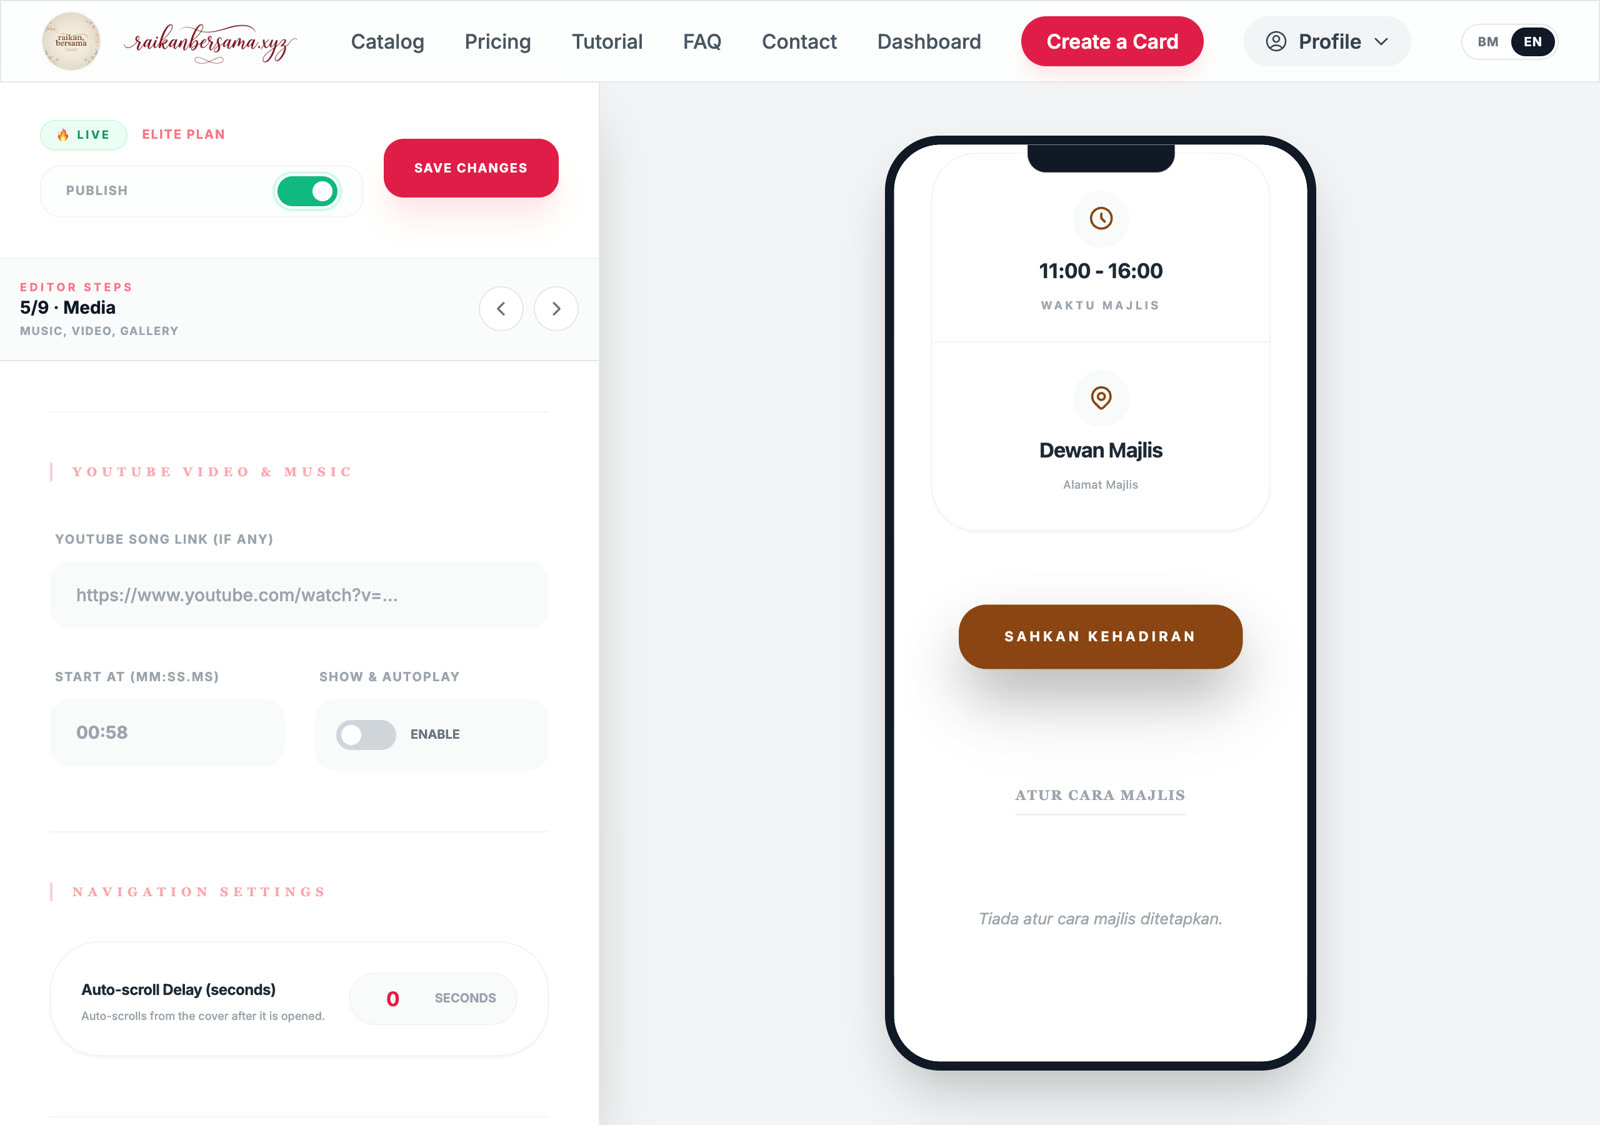 raikan
bersama
raikanbersama.xyz
Catalog
Pricing
Tutorial
FAQ
Contact
Dashboard
Create a Card
Profile
BM
EN
LIVE
ELITE PLAN
PUBLISH
SAVE CHANGES
EDITOR STEPS
5/9 · Media
MUSIC, VIDEO, GALLERY
YOUTUBE VIDEO & MUSIC
YOUTUBE SONG LINK (IF ANY)
https://www.youtube.com/watch?v=...
START AT (MM:SS.MS)
SHOW & AUTOPLAY
00:58
ENABLE
NAVIGATION SETTINGS
Auto-scroll Delay (seconds)
Auto-scrolls from the cover after it is opened.
0
SECONDS
11:00 - 16:00
WAKTU MAJLIS
Dewan Majlis
Alamat Majlis
SAHKAN KEHADIRAN
ATUR CARA MAJLIS
Tiada atur cara majlis ditetapkan.